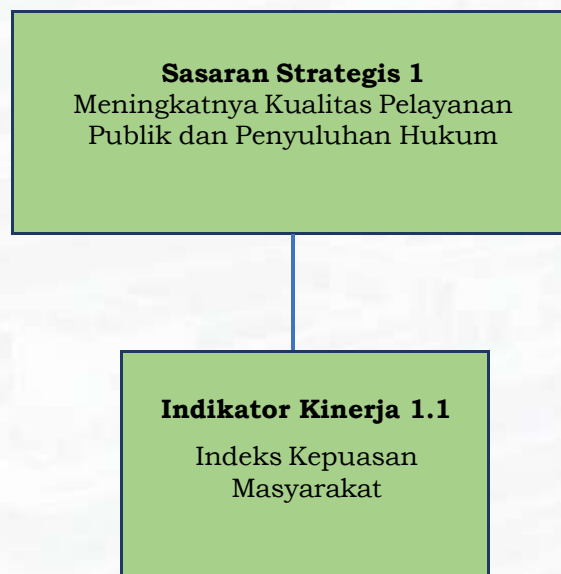 Sasaran Strategis 1
Meningkatnya Kualitas Pelayanan
Publik dan Penyuluhan Hukum
Indikator Kinerja 1.1
Indeks Kepuasan
Masyarakat